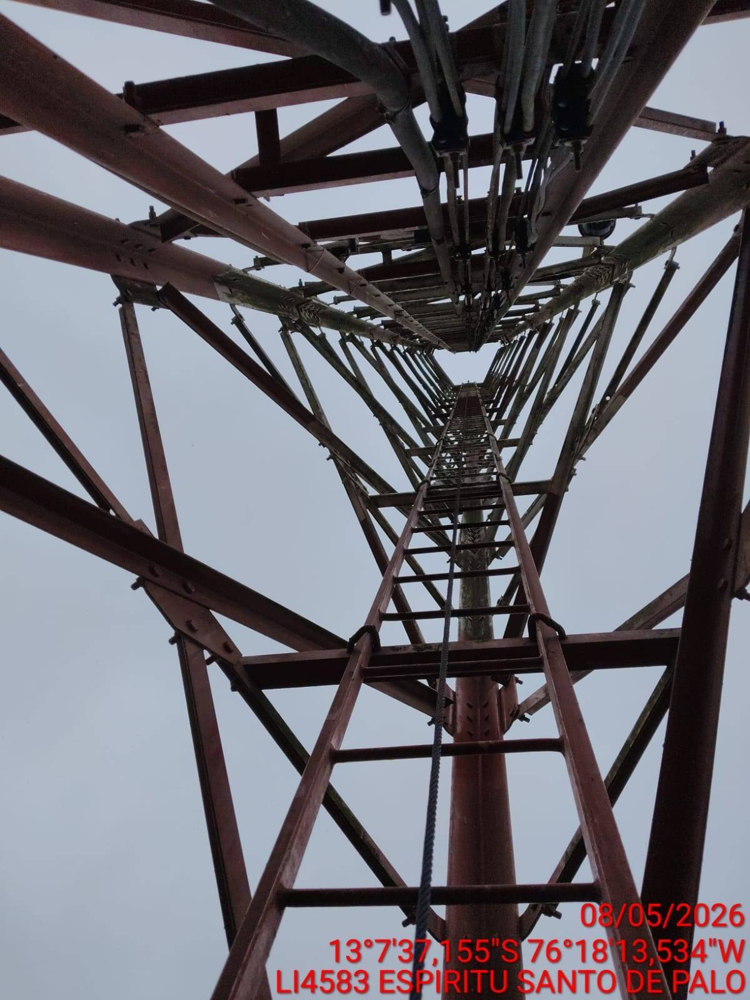 08/05/2026
13°7'37,155"S 76°18'13,534"W
LI4583 ESPIRITU SANTO DE PALO